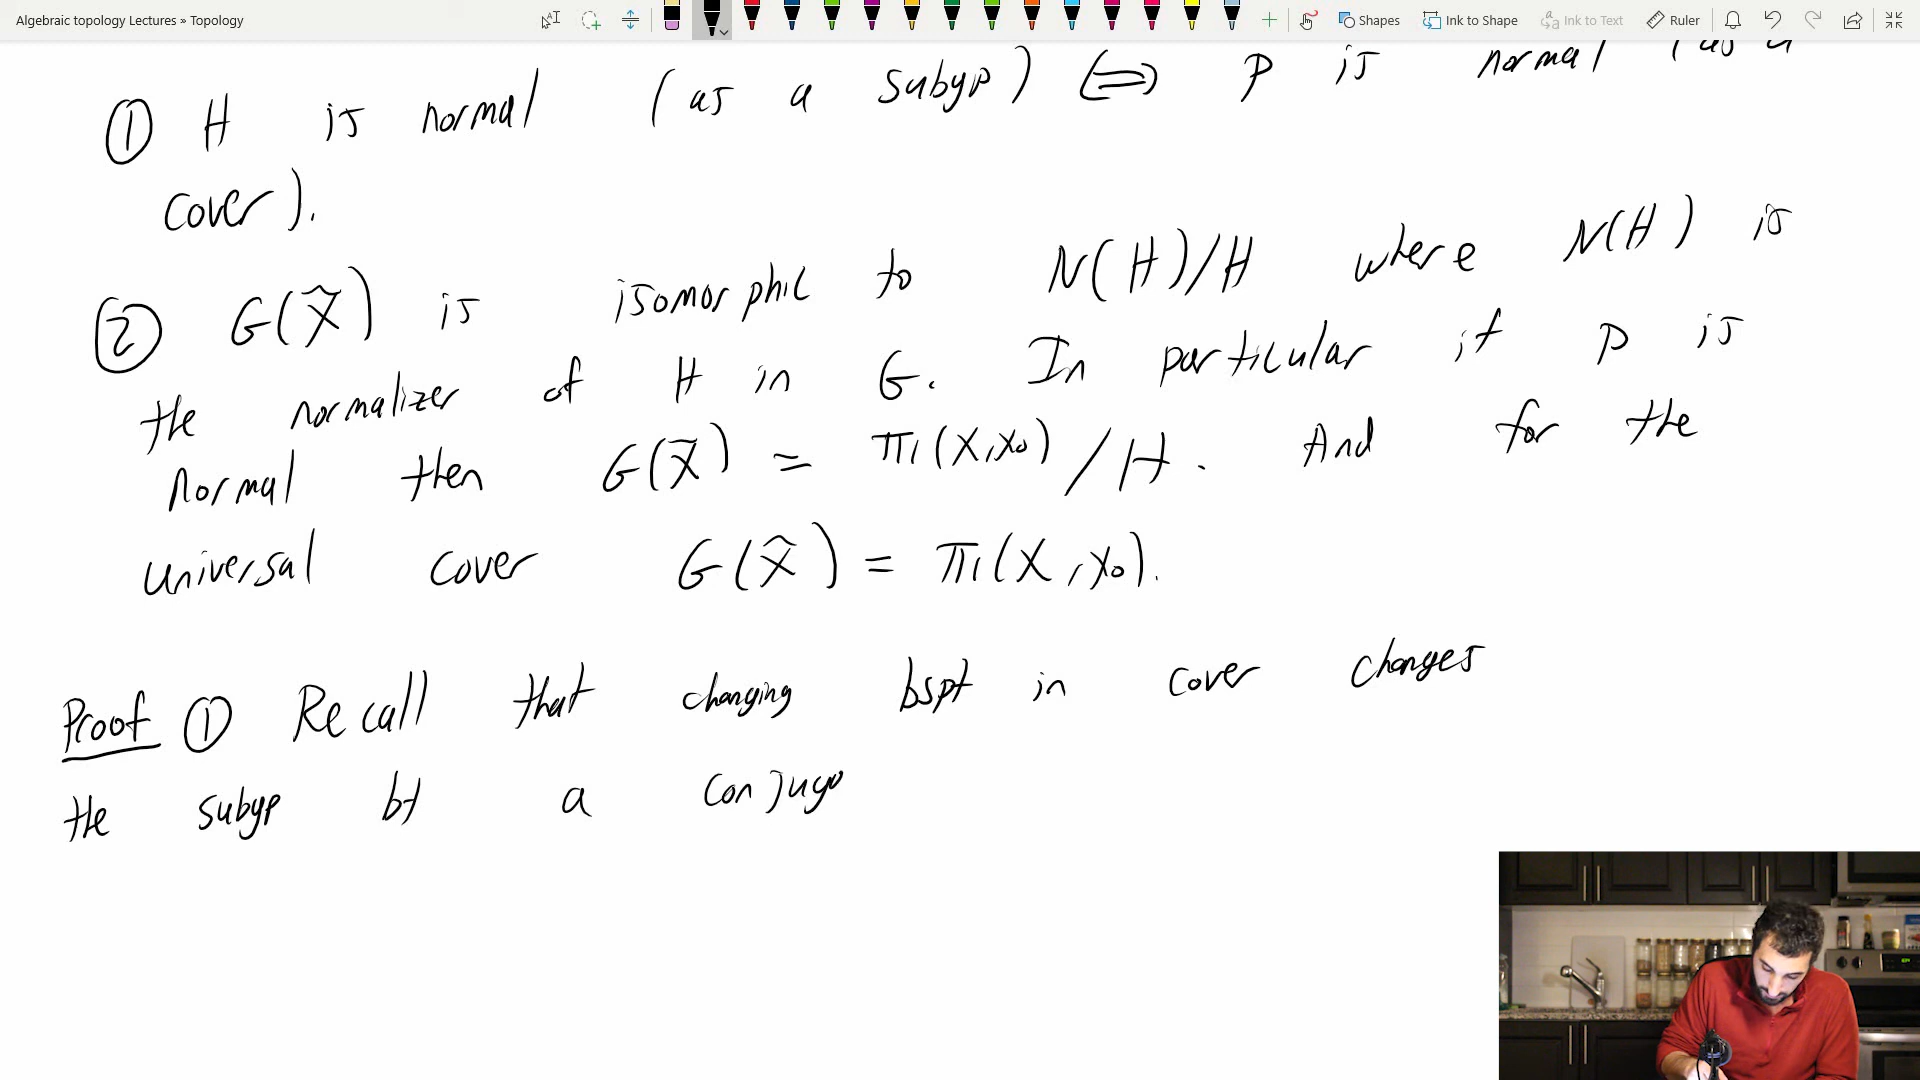 Algebraic topology Lectures » Topology
Shapes Ink to Shape Ink to Text Ruler
① H is normal (as a subgp) ⟺ p is normal (as a
cover).
② G(X̃) is isomorphic to N(H)/H where N(H) is
the normalizer of H in G. In particular if p is
normal then G(X̃) = π₁(X,x₀)/H. And for the
universal cover G(X̃) = π₁(X,x₀).
Proof ① Recall that changing bspt in cover changes
the subgp by a conjuga